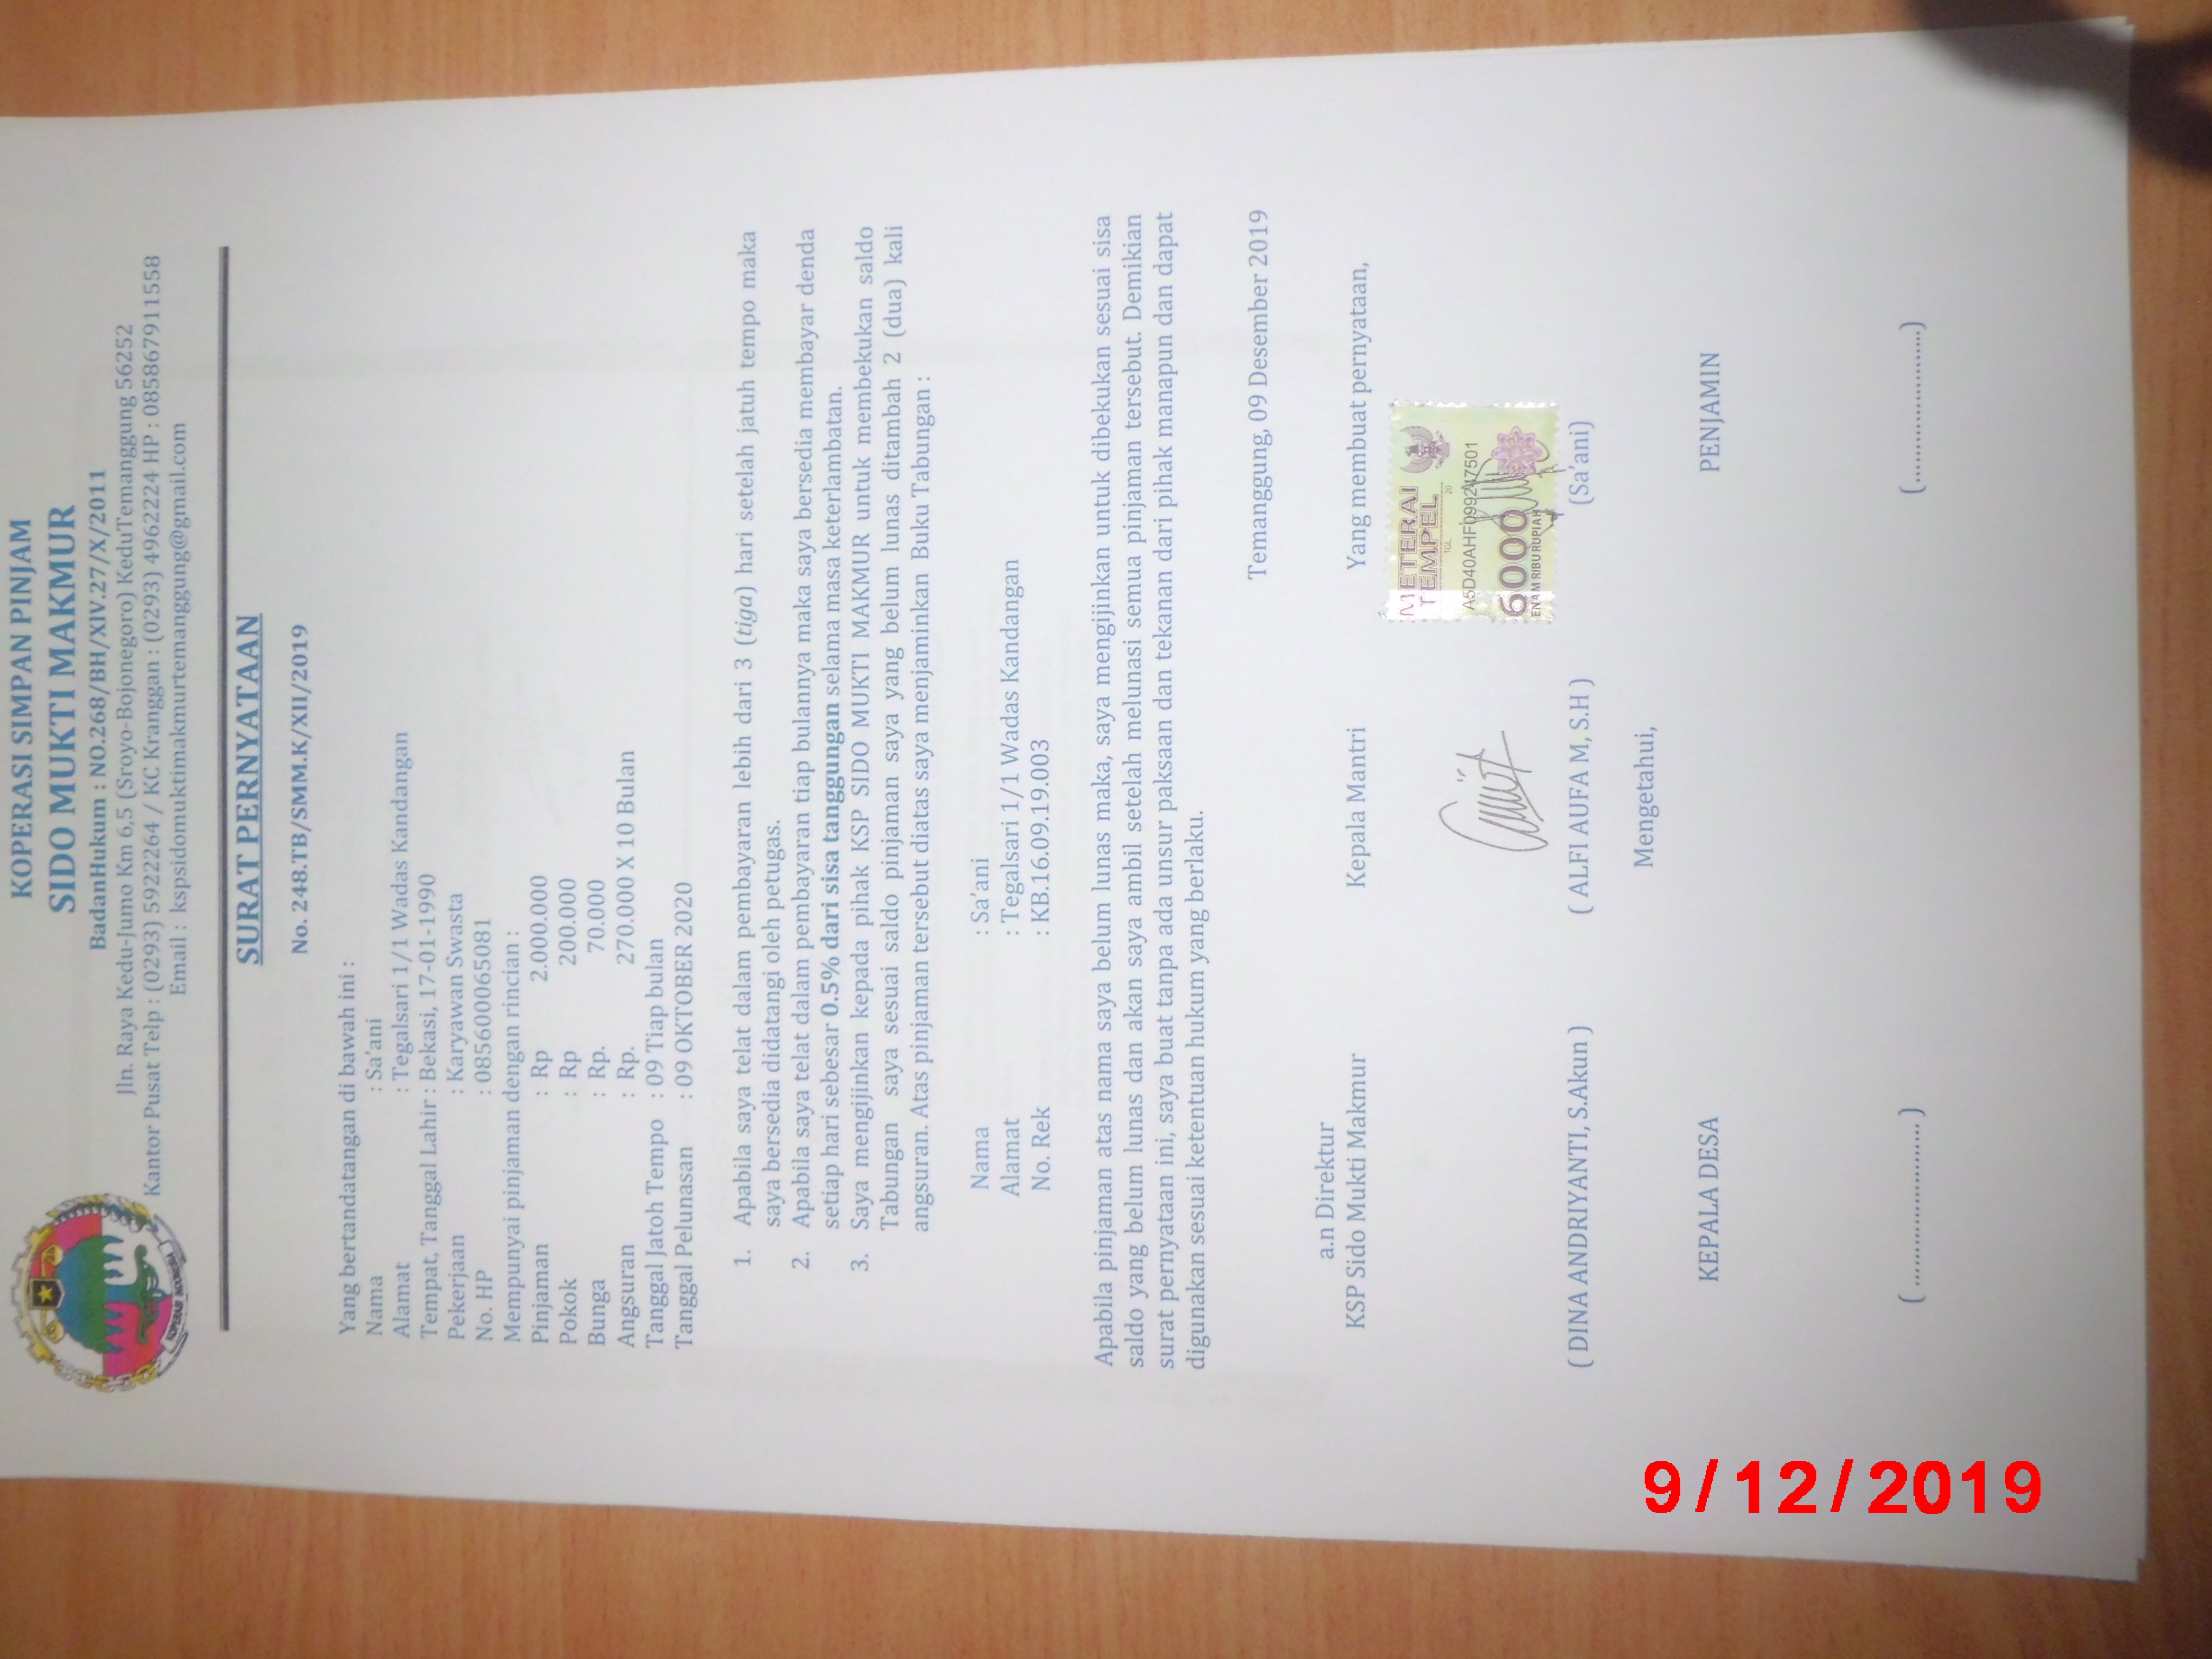 KOPERASI SIMPAN PINJAM
SIDO MUKTI MAKMUR
BadanHukum : NO.268/BH/XIV.27/X/2011
Jln. Raya Kedu-Jumo Km 6,5 (Sroyo-Bojonegoro) KeduTemanggung 56252
Kantor Pusat Telp : (0293) 5922264 / KC Kranggan : (0293) 4962224 HP : 085867911558
Email : kspsidomuktimakmurtemanggung@gmail.com
KOPERASI INDONESIA
SURAT PERNYATAAN
No. 248.TB/SMM.K/XII/2019
Yang bertandatangan di bawah ini :
Nama : Sa'ani
Alamat : Tegalsari 1/1 Wadas Kandangan
Tempat, Tanggal Lahir : Bekasi, 17-01-1990
Pekerjaan : Karyawan Swasta
No. HP : 085600065081
Mempunyai pinjaman dengan rincian :
Pinjaman : Rp 2.000.000
Pokok : Rp 200.000
Bunga : Rp. 70.000
Angsuran : Rp. 270.000 X 10 Bulan
Tanggal Jatoh Tempo : 09 Tiap bulan
Tanggal Pelunasan : 09 OKTOBER 2020
1. Apabila saya telat dalam pembayaran lebih dari 3 (tiga) hari setelah jatuh tempo maka
saya bersedia didatangi oleh petugas.
2. Apabila saya telat dalam pembayaran tiap bulannya maka saya bersedia membayar denda
setiap hari sebesar 0.5% dari sisa tanggungan selama masa keterlambatan.
3. Saya mengijinkan kepada pihak KSP SIDO MUKTI MAKMUR untuk membekukan saldo
Tabungan saya sesuai saldo pinjaman saya yang belum lunas ditambah 2 (dua) kali
angsuran. Atas pinjaman tersebut diatas saya menjaminkan Buku Tabungan :
Nama : Sa'ani
Alamat : Tegalsari 1/1 Wadas Kandangan
No. Rek : KB.16.09.19.003
Apabila pinjaman atas nama saya belum lunas maka, saya mengijinkan untuk dibekukan sesuai sisa
saldo yang belum lunas dan akan saya ambil setelah melunasi semua pinjaman tersebut. Demikian
surat pernyataan ini, saya buat tanpa ada unsur paksaan dan tekanan dari pihak manapun dan dapat
digunakan sesuai ketentuan hukum yang berlaku.
Temanggung, 09 Desember 2019
a.n Direktur
KSP Sido Mukti Makmur Kepala Mantri Yang membuat pernyataan,
METERAI
TEMPEL
TGL. 20
A5D40AHF099247501
6000
ENAM RIBU RUPIAH
( DINA ANDRIYANTI, S.Akun ) ( ALFI AUFA M, S.H ) (Sa'ani)
Mengetahui,
KEPALA DESA PENJAMIN
(........................) (........................)
9/12/2019